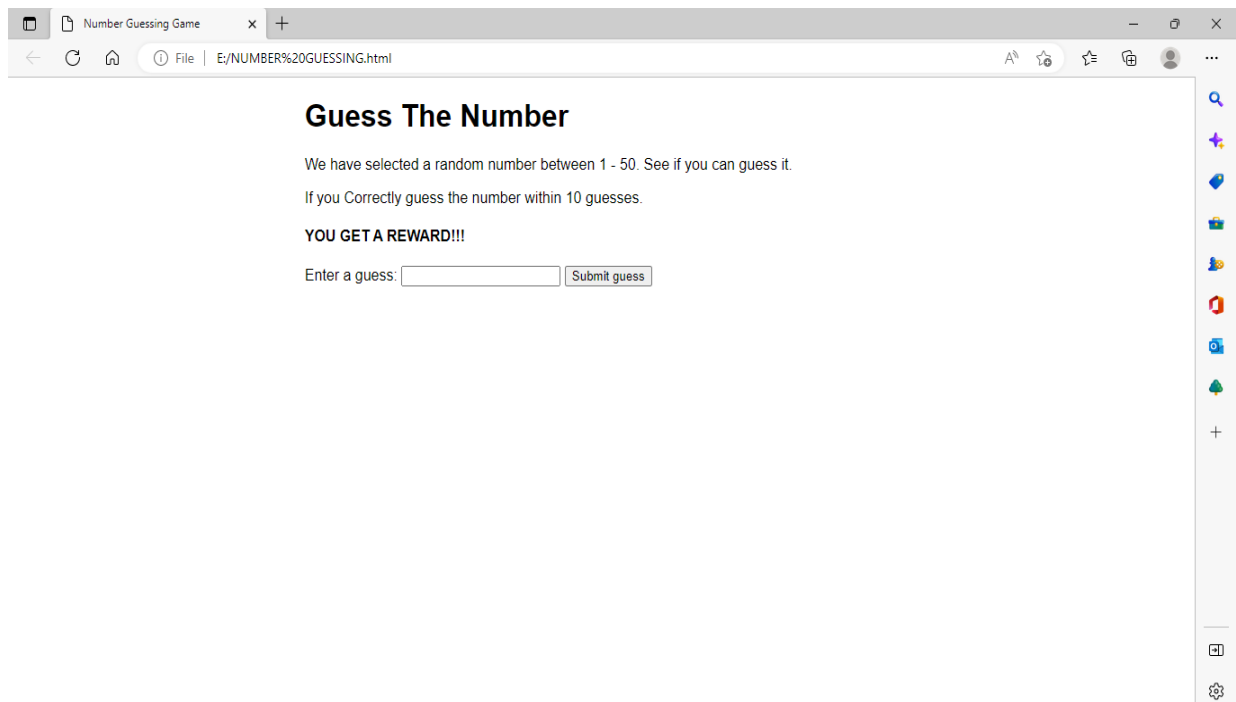 Number Guessing Game
File | E:/NUMBER%20GUESSING.html
Guess The Number
We have selected a random number between 1 - 50. See if you can guess it.
If you Correctly guess the number within 10 guesses.
YOU GET A REWARD!!!
Enter a guess: Submit guess